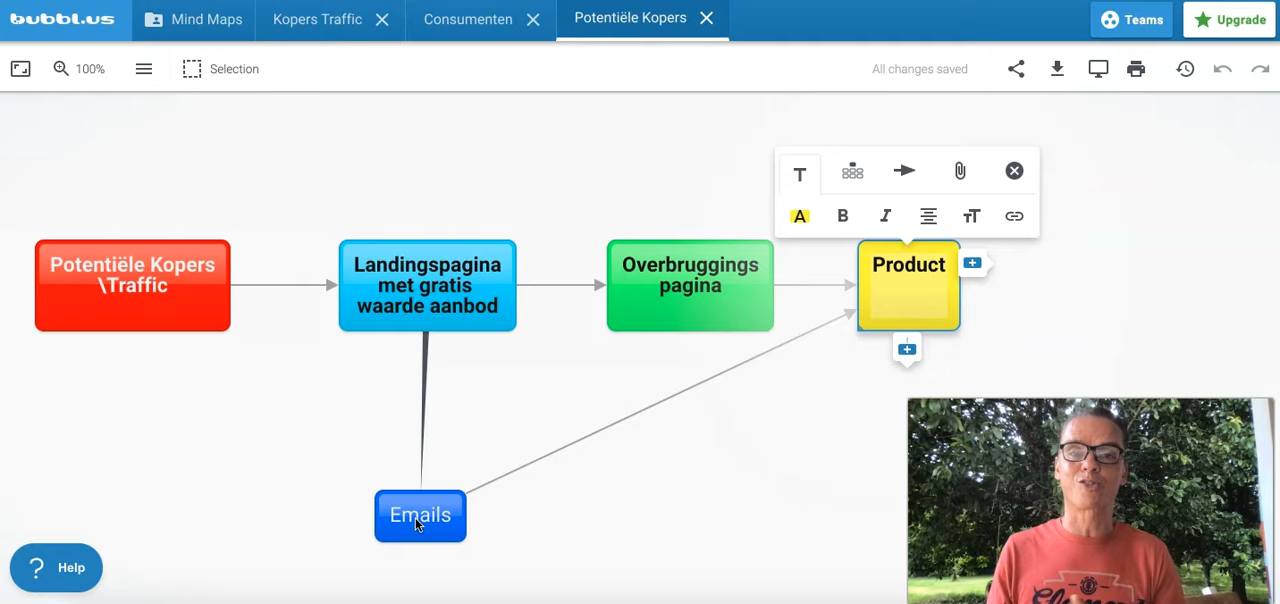 bubbl.us
Mind Maps
Kopers Traffic
Consumenten
Potentiële Kopers
Teams
Upgrade
100%
Selection
All changes saved
T
A B I T
Potentiële Kopers
\Traffic
Landingspagina
met gratis
waarde aanbod
Overbruggings
pagina
Product
Emails
? Help